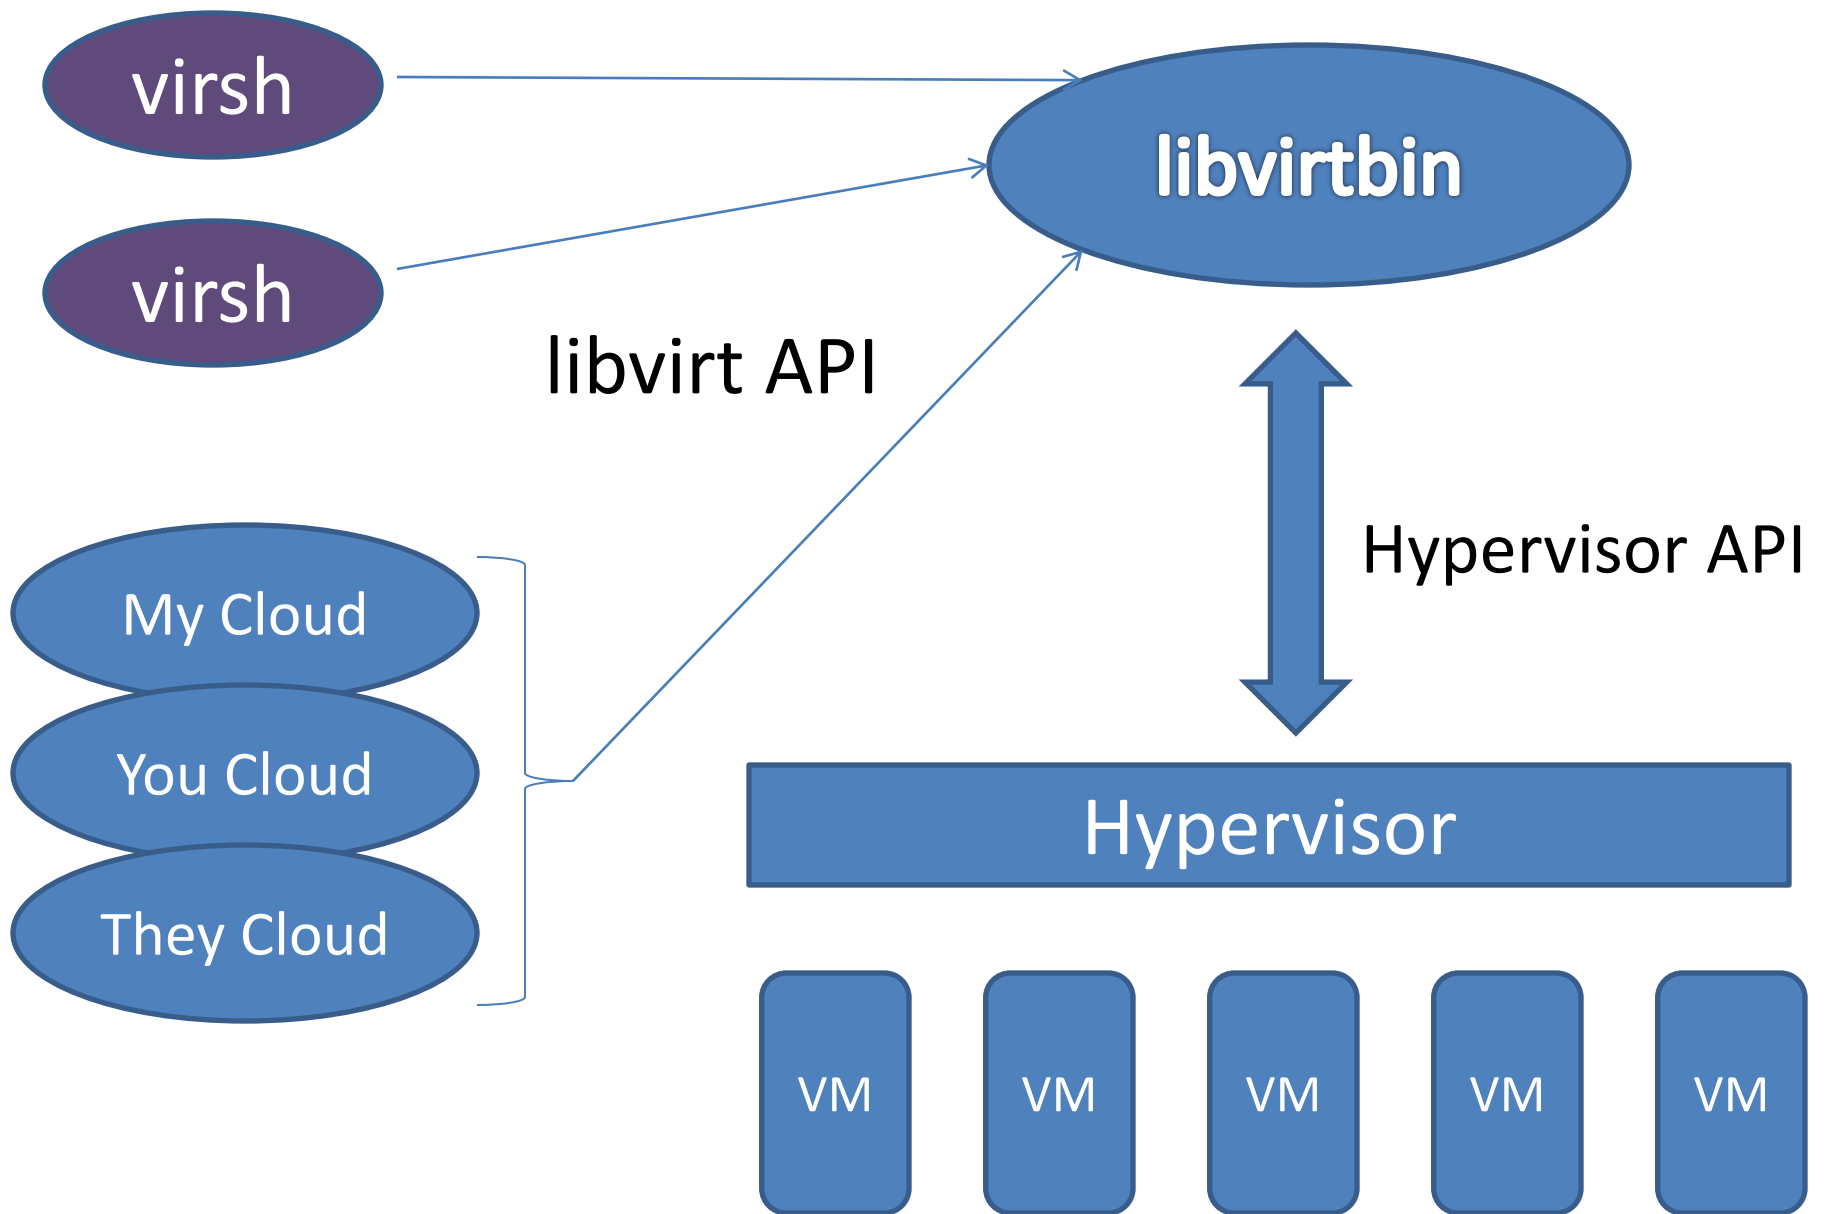 virsh
libvirtbin
virsh
libvirt API
Hypervisor API
My Cloud
You Cloud
They Cloud
Hypervisor
VM
VM
VM
VM
VM